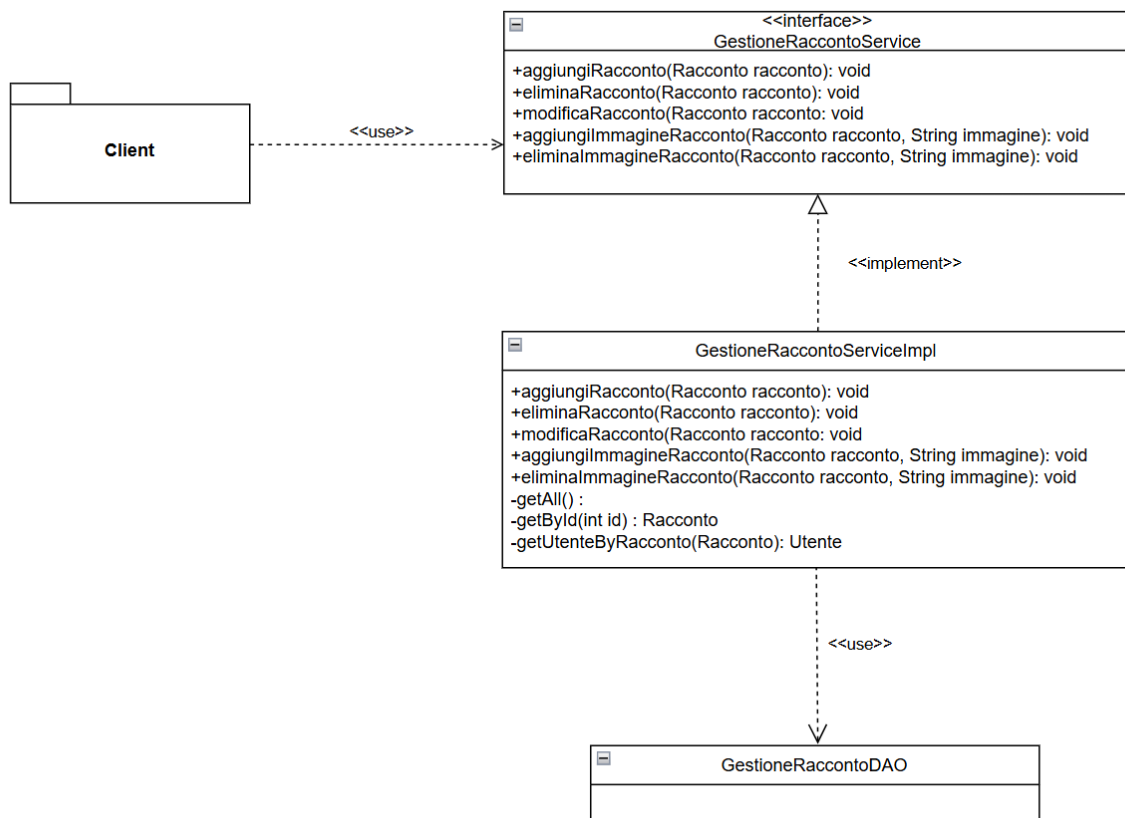 <<interface>>
GestioneRaccontoService
+aggiungiRacconto(Racconto racconto): void
+eliminaRacconto(Racconto racconto): void
+modificaRacconto(Racconto racconto: void
+aggiungiImmagineRacconto(Racconto racconto, String immagine): void
+eliminaImmagineRacconto(Racconto racconto, String immagine): void
Client
<<use>>
<<implement>>
GestioneRaccontoServiceImpl
+aggiungiRacconto(Racconto racconto): void
+eliminaRacconto(Racconto racconto): void
+modificaRacconto(Racconto racconto: void
+aggiungiImmagineRacconto(Racconto racconto, String immagine): void
+eliminaImmagineRacconto(Racconto racconto, String immagine): void
-getAll() :
-getById(int id) : Racconto
-getUtenteByRacconto(Racconto): Utente
<<use>>
GestioneRaccontoDAO